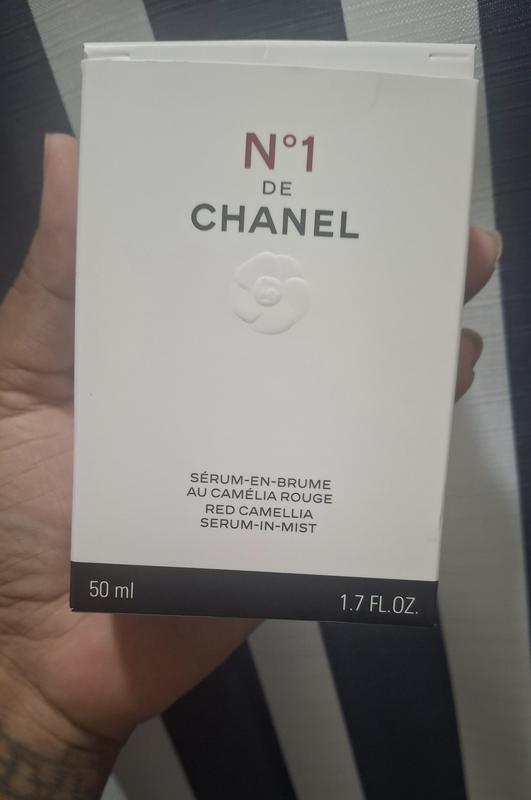 N°1
DE
CHANEL
SÉRUM-EN-BRUME
AU CAMÉLIA ROUGE
RED CAMELLIA
SERUM-IN-MIST
50 ml 1.7 FL.OZ.